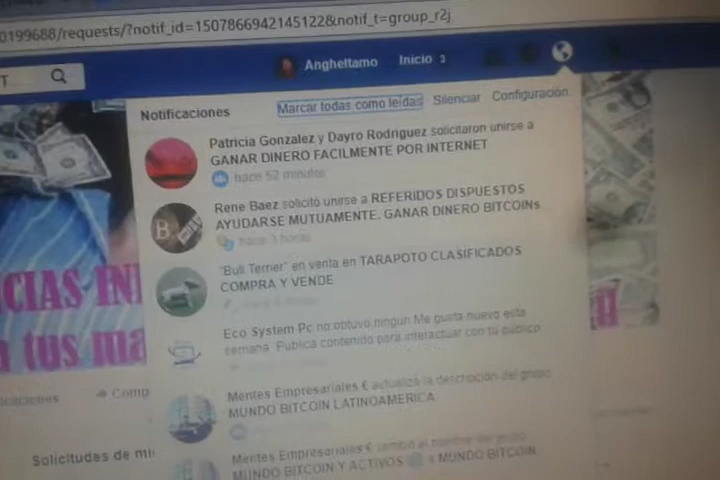 0199688/requests/?notif_id=1507866942145122&notif_t=group_r2j
T
Anghellamo
Inicio 3
Notificaciones
Marcar todas como leídas
Silenciar
Configuración
Patricia Gonzalez y Dayro Rodriguez solicitaron unirse a
GANAR DINERO FACILMENTE POR INTERNET
hace 52 minutos
Rene Baez solicitó unirse a REFERIDOS DISPUESTOS
AYUDARSE MUTUAMENTE. GANAR DINERO BITCOINs
hace 3 horas
"Bull Terrier" en venta en TARAPOTO CLASIFICADOS
COMPRA Y VENDE
Eco System Pc no obtuvo ningún Me gusta nuevo esta
semana. Publica contenido para interactuar con tu público
Mentes Empresariales € actualizó la descripción del grupo
MUNDO BITCOIN LATINOAMERICA
Mentes Empresariales € cambió el nombre del grupo
MUNDO BITCOIN Y ACTIVOS
a MUNDO BITCOIN
CIAS IN
tus ma
Comp
Solicitudes de mi